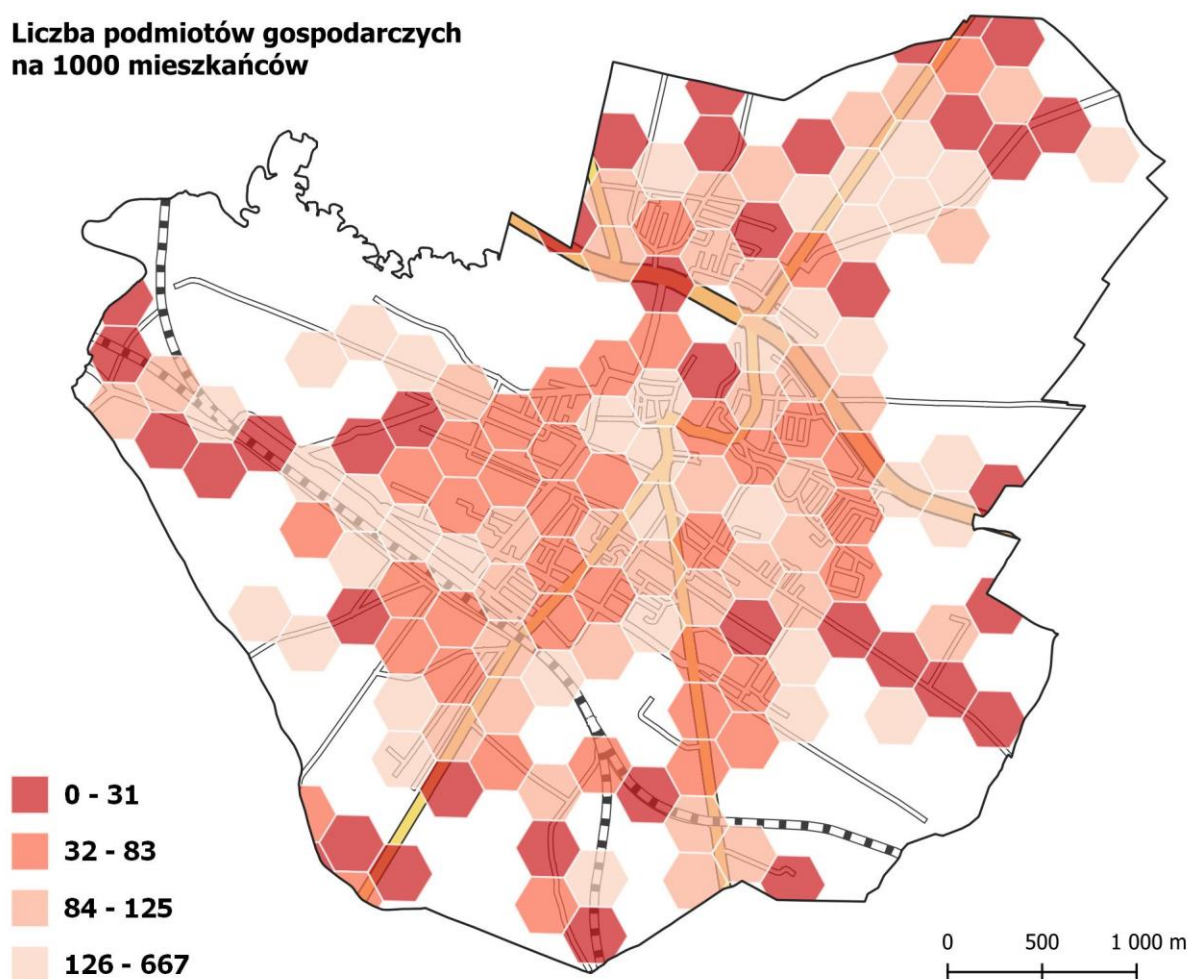 Liczba podmiotów gospodarczych
na 1000 mieszkańców
0 - 31
32 - 83
84 - 125
126 - 667
0 500 1 000 m